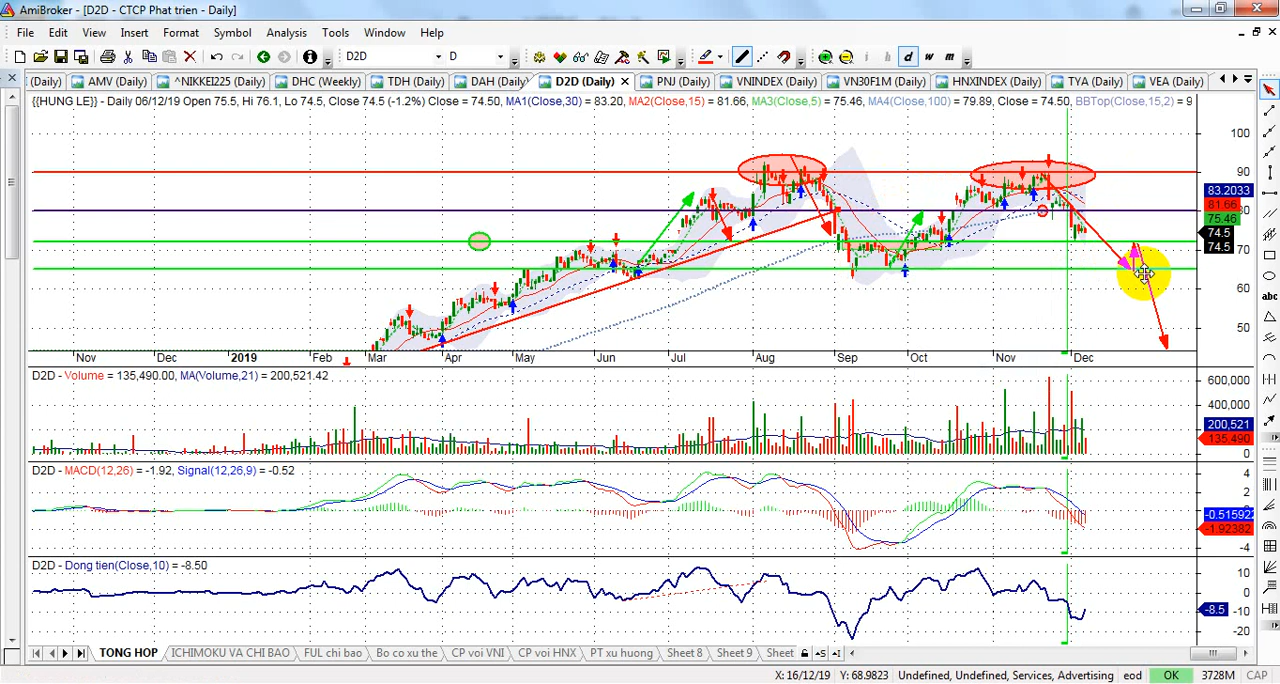 AmiBroker - [D2D - CTCP Phat trien - Daily]
File Edit View Insert Format Symbol Analysis Tools Window Help
D2D D d w m
(Daily) AMV (Daily) ^NIKKEI225 (Daily) DHC (Weekly) TDH (Daily) DAH (Daily) D2D (Daily) PNJ (Daily) VNINDEX (Daily) VN30F1M (Daily) HNXINDEX (Daily) TYA (Daily) VEA (Daily)
{{HUNG LE}} - Daily 06/12/19 Open 75.5, Hi 76.1, Lo 74.5, Close 74.5 (-1.2%) Close = 74.50, MA1(Close,30) = 83.20, MA2(Close,15) = 81.66, MA3(Close,5) = 75.46, MA4(Close,100) = 79.89, Close = 74.50, BBTop(Close,15,2) = 9
abc
100
90
83.2033
81.66
80
75.46
74.5
74.5
70
60
50
Nov Dec 2019 Feb Mar Apr May Jun Jul Aug Sep Oct Nov Dec
D2D - Volume = 135,490.00, MA(Volume,21) = 200,521.42
600,000
400,000
200,521
135,490
0
D2D - MACD(12,26) = -1.92, Signal(12,26,9) = -0.52
4
2
-0.515922
-1.92382
-4
D2D - Dong tien(Close,10) = -8.50
10
0
-8.5
-10
-20
TONG HOP ICHIMOKU VA CHI BAO FUL chi bao Bo co xu the CP voi VNI CP voi HNX PT xu huong Sheet 8 Sheet 9 Sheet
X: 16/12/19 Y: 68.9823 Undefined, Undefined, Services, Advertising eod OK 3728M CAP